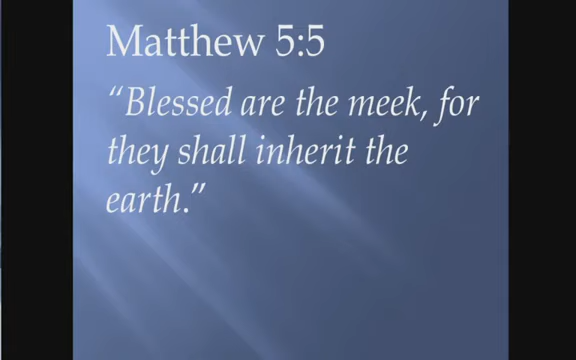 Matthew 5:5
“Blessed are the meek, for
they shall inherit the
earth.”